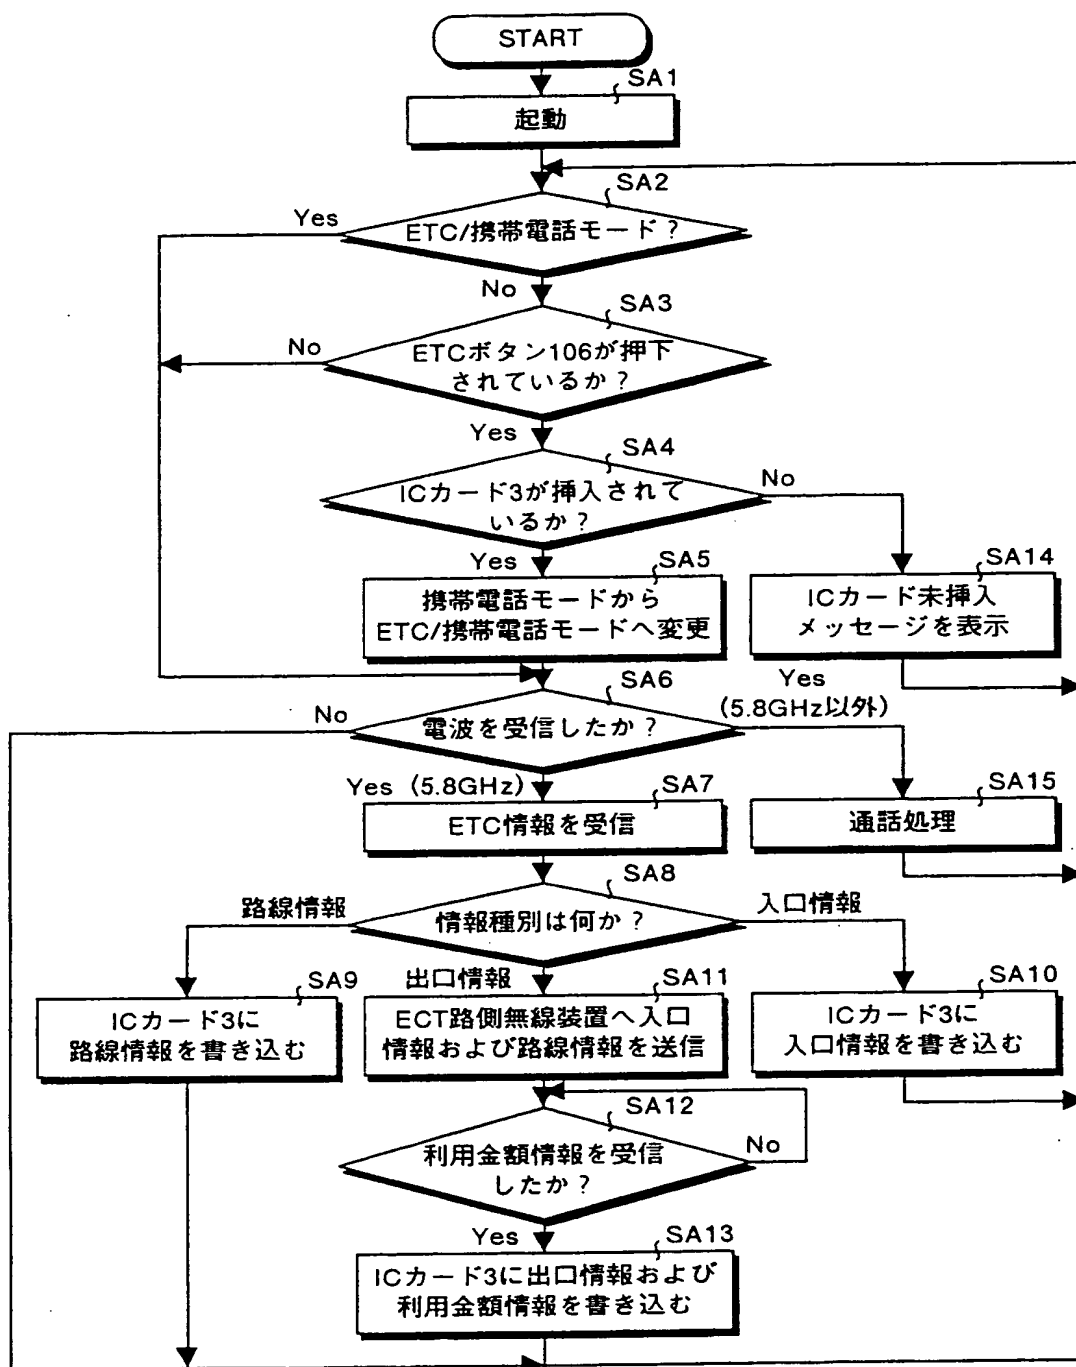 START
SA1
起動
SA2
Yes
ETC/携帯電話モード？
No
SA3
No
ETCボタン106が押下
されているか？
Yes
SA4
No
ICカード3が挿入されて
いるか？
Yes
SA5
携帯電話モードから
ETC/携帯電話モードへ変更
SA14
ICカード未挿入
メッセージを表示
SA6
No
電波を受信したか？
Yes
(5.8GHz以外)
Yes (5.8GHz)
SA7
ETC情報を受信
SA15
通話処理
SA8
路線情報
情報種別は何か？
入口情報
出口情報
SA9
ICカード3に
路線情報を書き込む
SA11
ECT路側無線装置へ入口
情報および路線情報を送信
SA10
ICカード3に
入口情報を書き込む
SA12
利用金額情報を受信
したか？
No
Yes
SA13
ICカード3に出口情報および
利用金額情報を書き込む